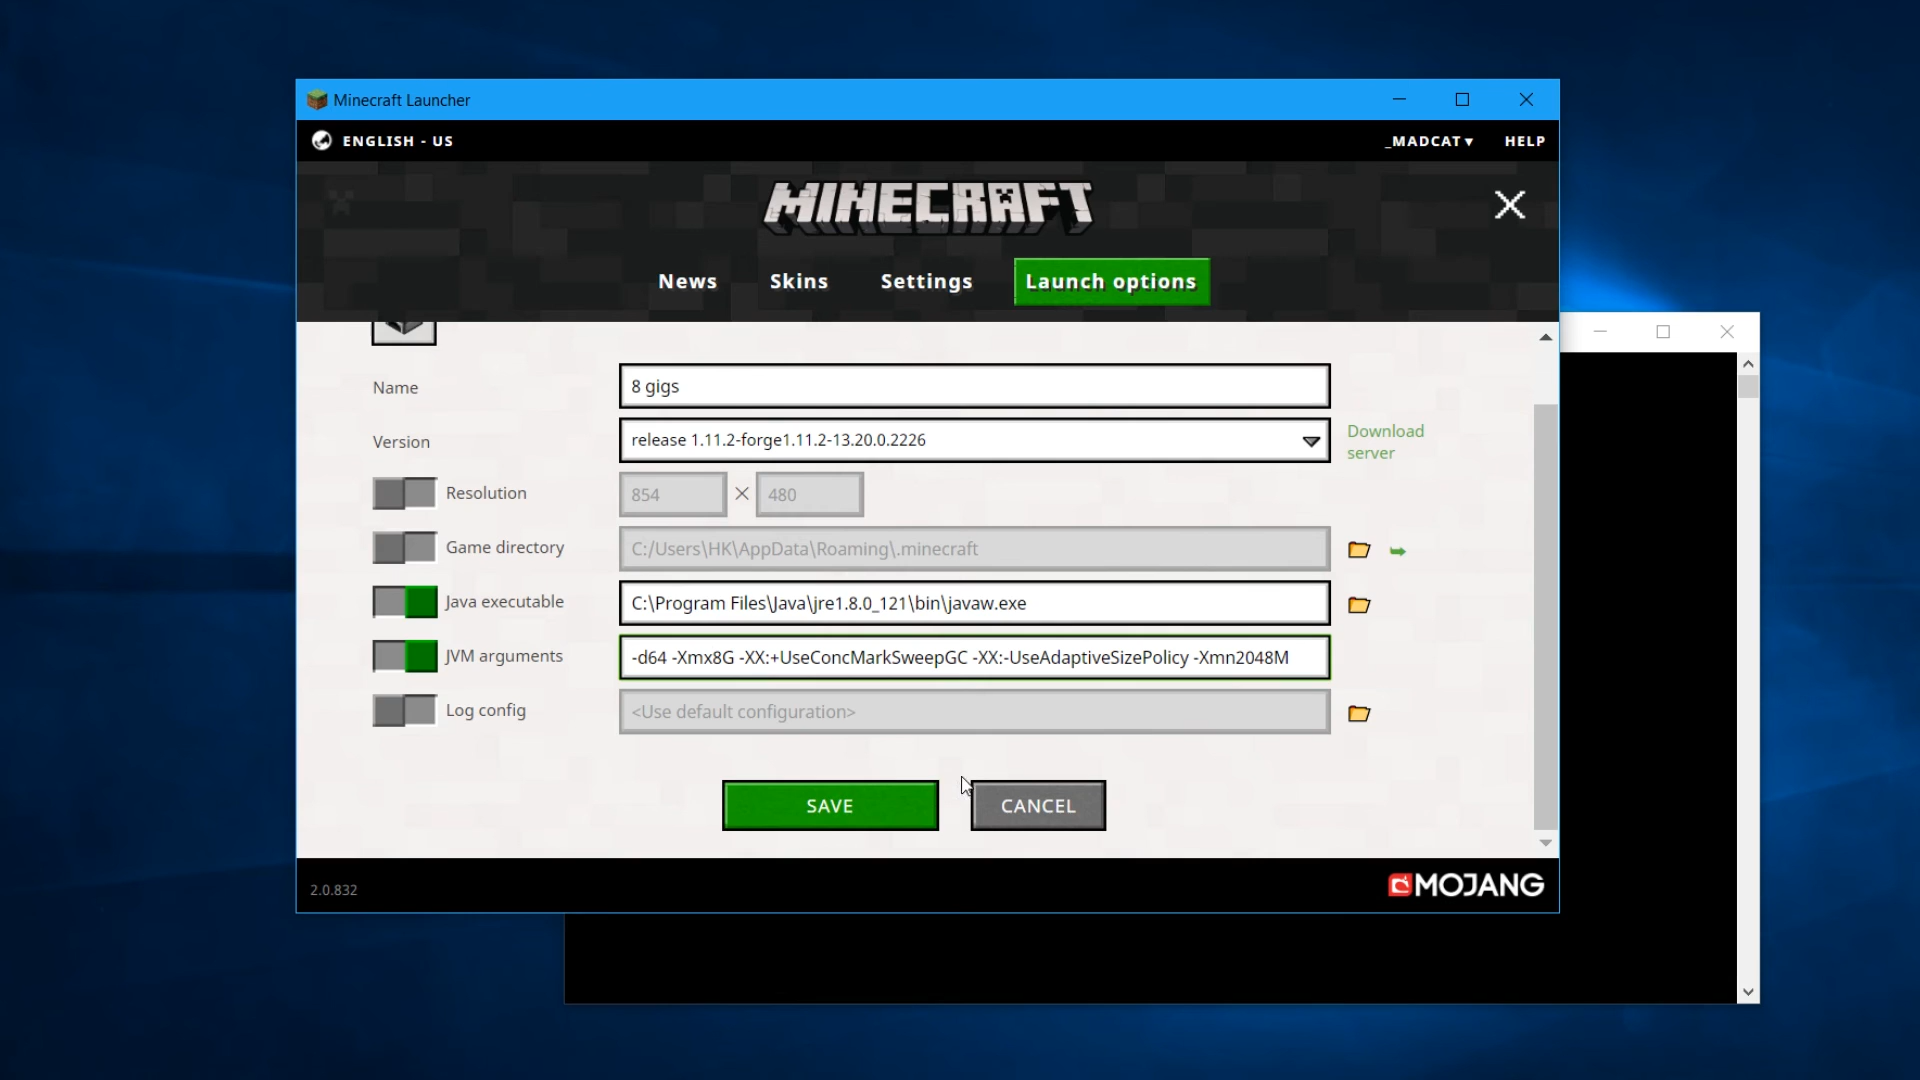 Minecraft Launcher
ENGLISH - US
_MADCAT▾
HELP
MINECRAFT
News
Skins
Settings
Launch options
Name
8 gigs
Version
release 1.11.2-forge1.11.2-13.20.0.2226
Download
server
Resolution
854
480
Game directory
C:/Users\HK\AppData\Roaming\.minecraft
Java executable
C:\Program Files\Java\jre1.8.0_121\bin\javaw.exe
JVM arguments
-d64 -Xmx8G -XX:+UseConcMarkSweepGC -XX:-UseAdaptiveSizePolicy -Xmn2048M
Log config
<Use default configuration>
SAVE
CANCEL
2.0.832
MOJANG